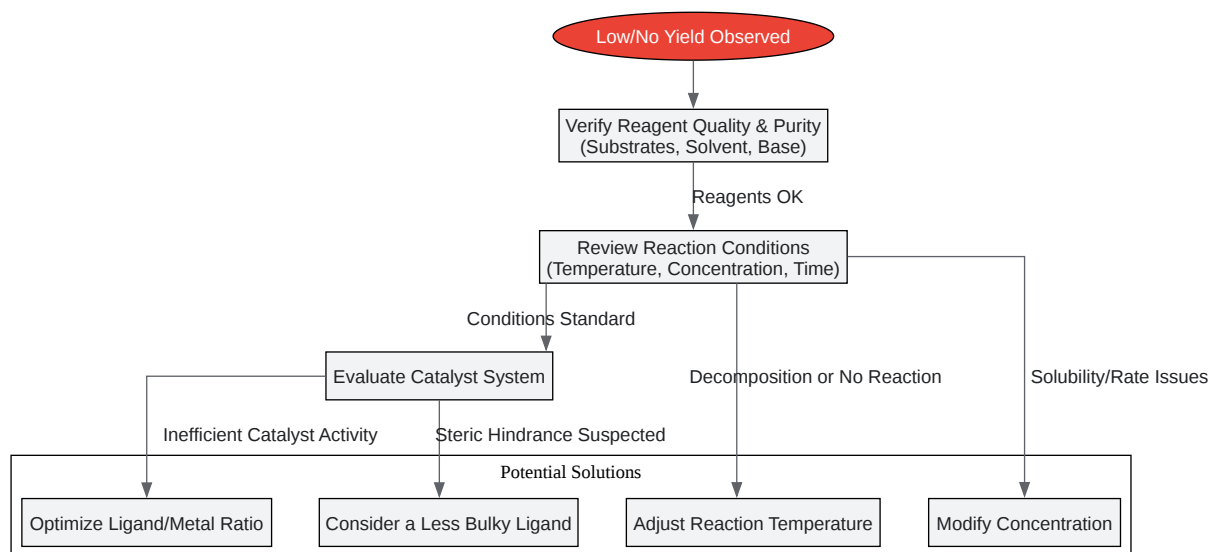 Low/No Yield Observed
Verify Reagent Quality & Purity
(Substrates, Solvent, Base)
Reagents OK
Review Reaction Conditions
(Temperature, Concentration, Time)
Conditions Standard
Evaluate Catalyst System
Decomposition or No Reaction
Solubility/Rate Issues
Inefficient Catalyst Activity
Steric Hindrance Suspected
Potential Solutions
Optimize Ligand/Metal Ratio
Consider a Less Bulky Ligand
Adjust Reaction Temperature
Modify Concentration